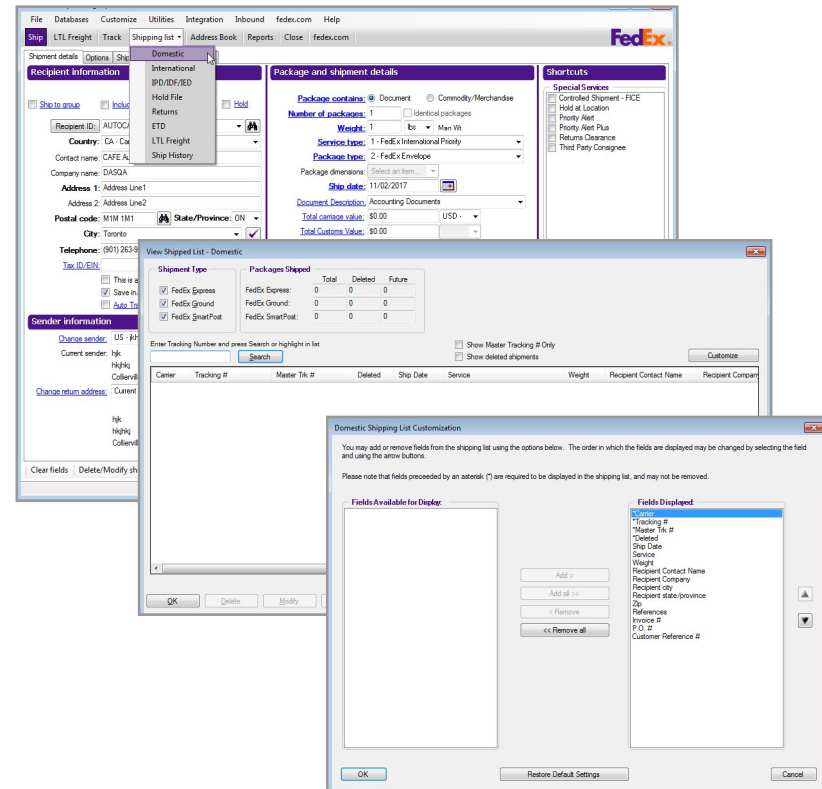 File Databases Customize Utilities Integration Inbound fedex.com Help
Ship LTL Freight Track Shipping list Address Book Reports Close fedex.com
FedEx
Shipment details Options
Domestic
International
IPD/IDF/IED
Hold File
Returns
ETD
LTL Freight
Ship History
Recipient information
Ship to group Hold
Recipient ID:
Country:
Contact name:
Company name: DASQA
Address 1: Address Line1
Address 2: Address Line2
Postal code: M1M 1M1 State/Province: ON
City: Toronto
Telephone:
Tax ID/EIN:
This is a
Save in
Sender information
Change sender:
Current sender: hjk
hkjhkj
Change return address: Current
hjk
hkjhkj
Clear fields Delete/Modify
Package and shipment details
Package contains: Document Commodity/Merchandise
Number of packages: 1 Identical packages
Weight: 1 lbs Man Wt
Service type: 1 - FedEx International Priority
Package type: 2 - FedEx Envelope
Package dimensions: Select an item...
Ship date: 11/02/2017
Document Description: Accounting Documents
Total carriage value: $0.00 USD -
Total Customs Value: $0.00
Shortcuts
Special Services
Controlled Shipment - FICE
Hold at Location
Priority Alert
Priority Alert Plus
Returns Clearance
Third Party Consignee
View Shipped List - Domestic
Shipment Type
FedEx Express
FedEx Ground
FedEx SmartPost
Packages Shipped
Total Deleted Future
FedEx Express: 0 0 0
FedEx Ground: 0 0 0
FedEx SmartPost: 0 0 0
Enter Tracking Number and press Search or highlight in list
Search
Show Master Tracking # Only
Show deleted shipments
Customize
Carrier Tracking # Master Trk # Deleted Ship Date Service Weight Recipient Contact Name Recipient Company
OK Delete Modify
Domestic Shipping List Customization
You may add or remove fields from the shipping list using the options below. The order in which the fields are displayed may be changed by selecting the field
and using the arrow buttons.
Please note that fields preceeded by an asterisk (*) are required to be displayed in the shipping list, and may not be removed.
Fields Available for Display:
Add >
Add all >>
< Remove
<< Remove all
Fields Displayed:
*Carrier
*Tracking #
*Master Trk #
*Deleted
Ship Date
Service
Weight
Recipient Contact Name
Recipient Company
Recipient city
Recipient state/province
Zip
References
Invoice #
P.O. #
Customer Reference #
OK Restore Default Settings Cancel